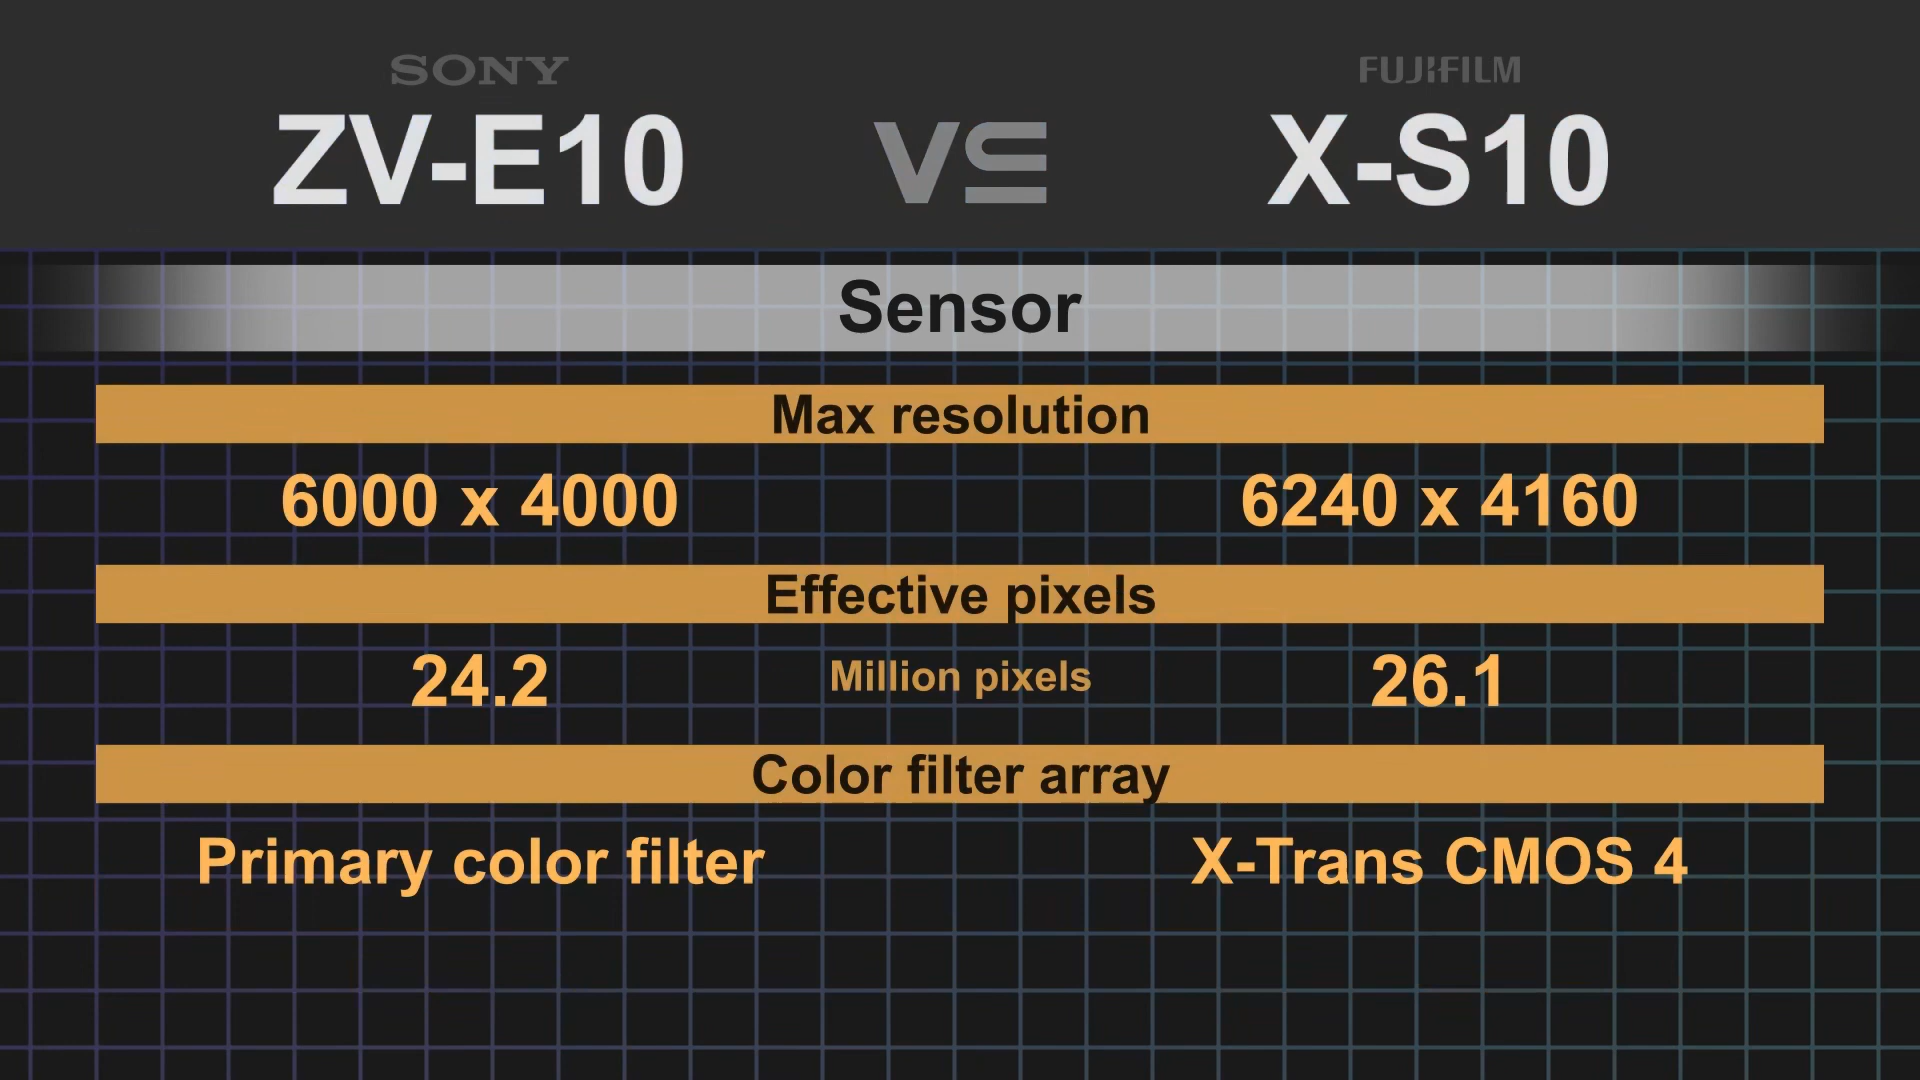 SONY
FUJIFILM
ZV-E10
VS
X-S10
Sensor
Max resolution
6000 x 4000
6240 x 4160
Effective pixels
24.2
Million pixels
26.1
Color filter array
Primary color filter
X-Trans CMOS 4